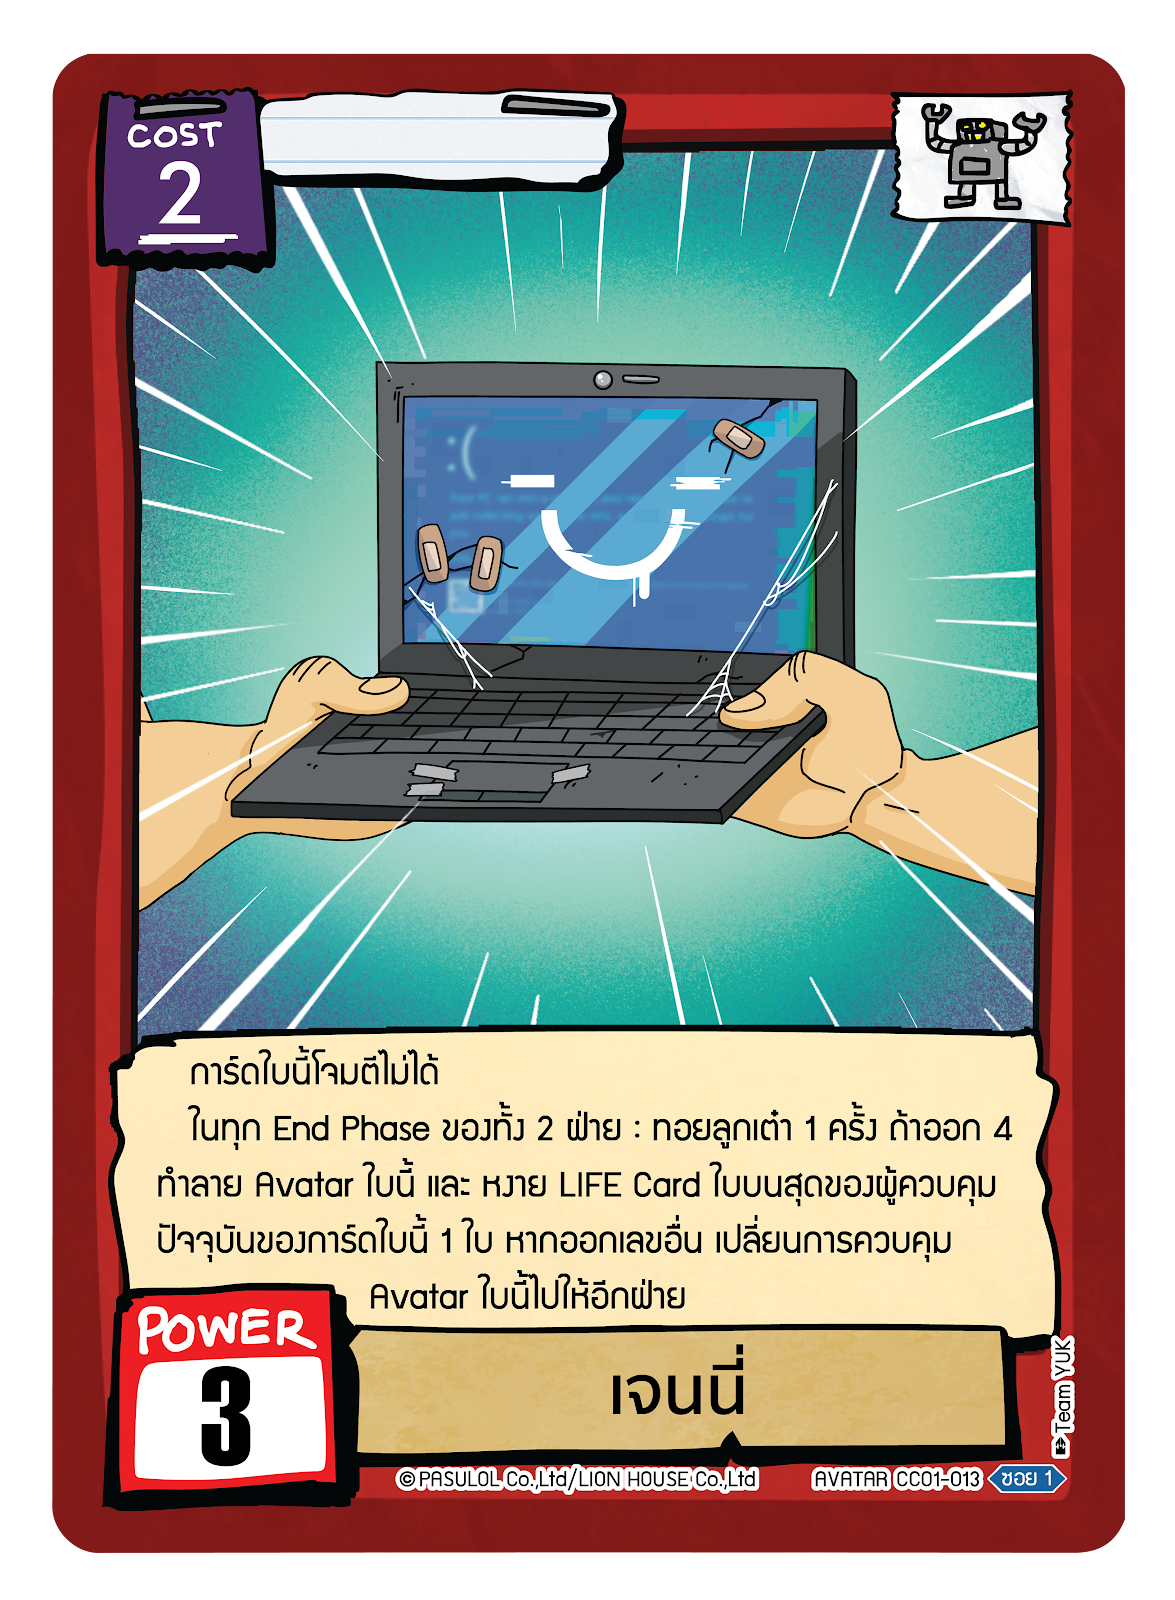 COST
2
:(
การ์ดใบนี้โจมตีไม่ได้
ในทุก End Phase ของทั้ง 2 ฝ่าย : ทอยลูกเต๋า 1 ครั้ง ถ้าออก 4
ทำลาย Avatar ใบนี้ และ หงาย LIFE Card ใบบนสุดของผู้ควบคุม
ปัจจุบันของการ์ดใบนี้ 1 ใบ หากออกเลขอื่น เปลี่ยนการควบคุม
Avatar ใบนี้ไปให้อีกฝ่าย
POWER
3
เจนนี่
Team YUK
© PASULOL Co.,Ltd/LION HOUSE Co.,Ltd
AVATAR CC01-013 ซอย 1